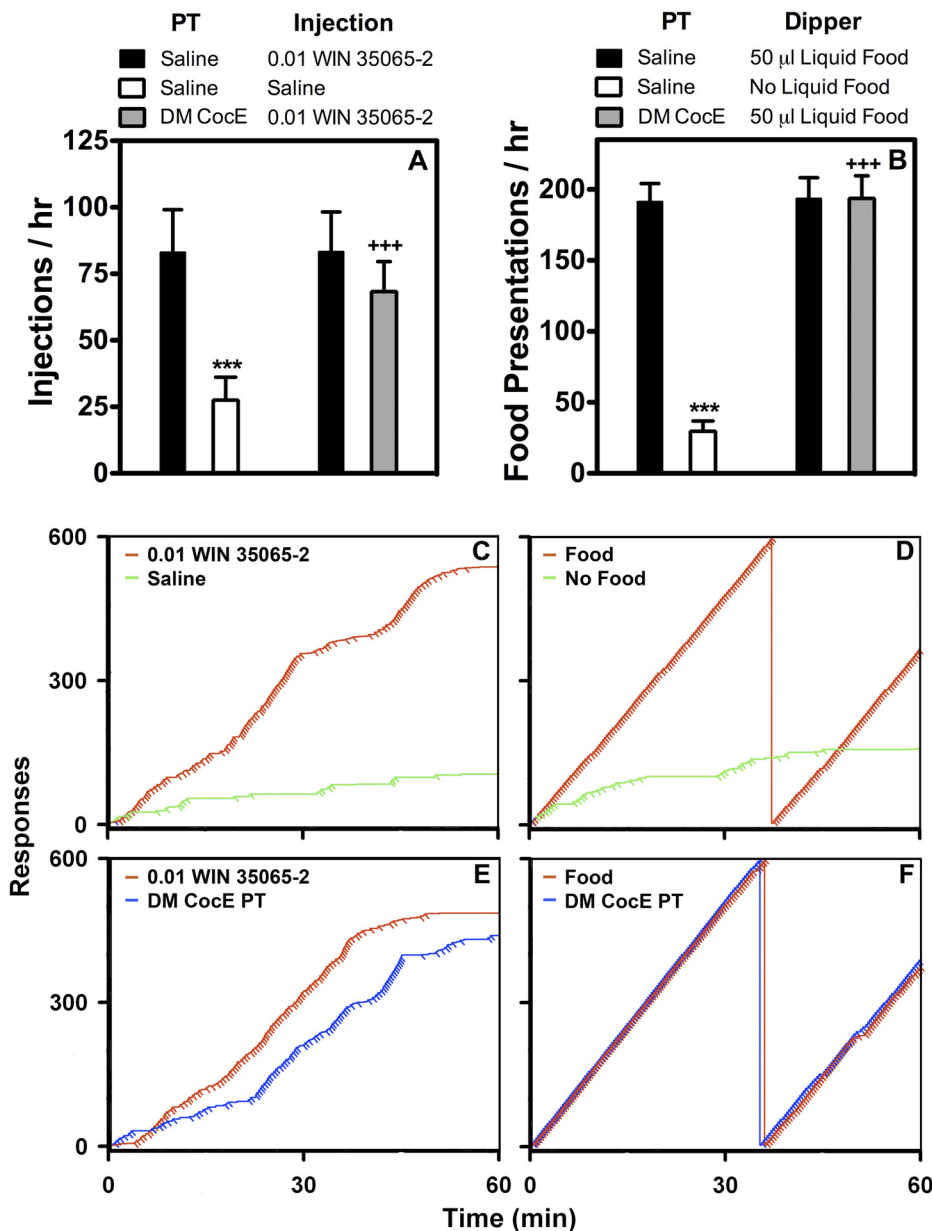 PT Injection
Saline 0.01 WIN 35065-2
Saline Saline
DM CocE 0.01 WIN 35065-2
A
Injections / hr
125
100
75
50
25
0
***
+++
PT Dipper
Saline 50 µl Liquid Food
Saline No Liquid Food
DM CocE 50 µl Liquid Food
B
Food Presentations / hr
200
150
100
50
0
***
+++
Responses
600
300
0
0.01 WIN 35065-2
Saline
C
Food
No Food
D
600
300
0
0.01 WIN 35065-2
DM CocE PT
E
Food
DM CocE PT
F
0 30 60
0 30 60
Time (min)